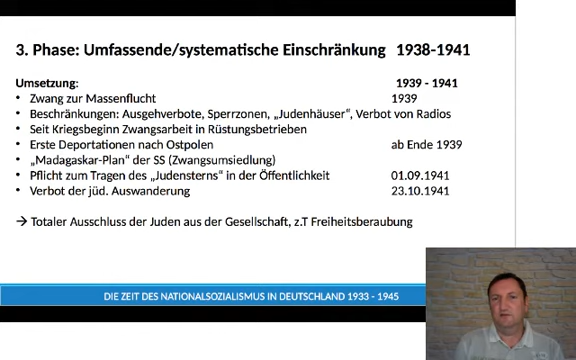 3. Phase: Umfassende/systematische Einschränkung 1938-1941
Umsetzung: 1939 - 1941
• Zwang zur Massenflucht 1939
• Beschränkungen: Ausgehverbote, Sperrzonen, „Judenhäuser“, Verbot von Radios
• Seit Kriegsbeginn Zwangsarbeit in Rüstungsbetrieben
• Erste Deportationen nach Ostpolen ab Ende 1939
• „Madagaskar-Plan“ der SS (Zwangsumsiedlung)
• Pflicht zum Tragen des „Judensterns“ in der Öffentlichkeit 01.09.1941
• Verbot der jüd. Auswanderung 23.10.1941
→ Totaler Ausschluss der Juden aus der Gesellschaft, z.T Freiheitsberaubung
DIE ZEIT DES NATIONALSOZIALISMUS IN DEUTSCHLAND 1933 - 1945